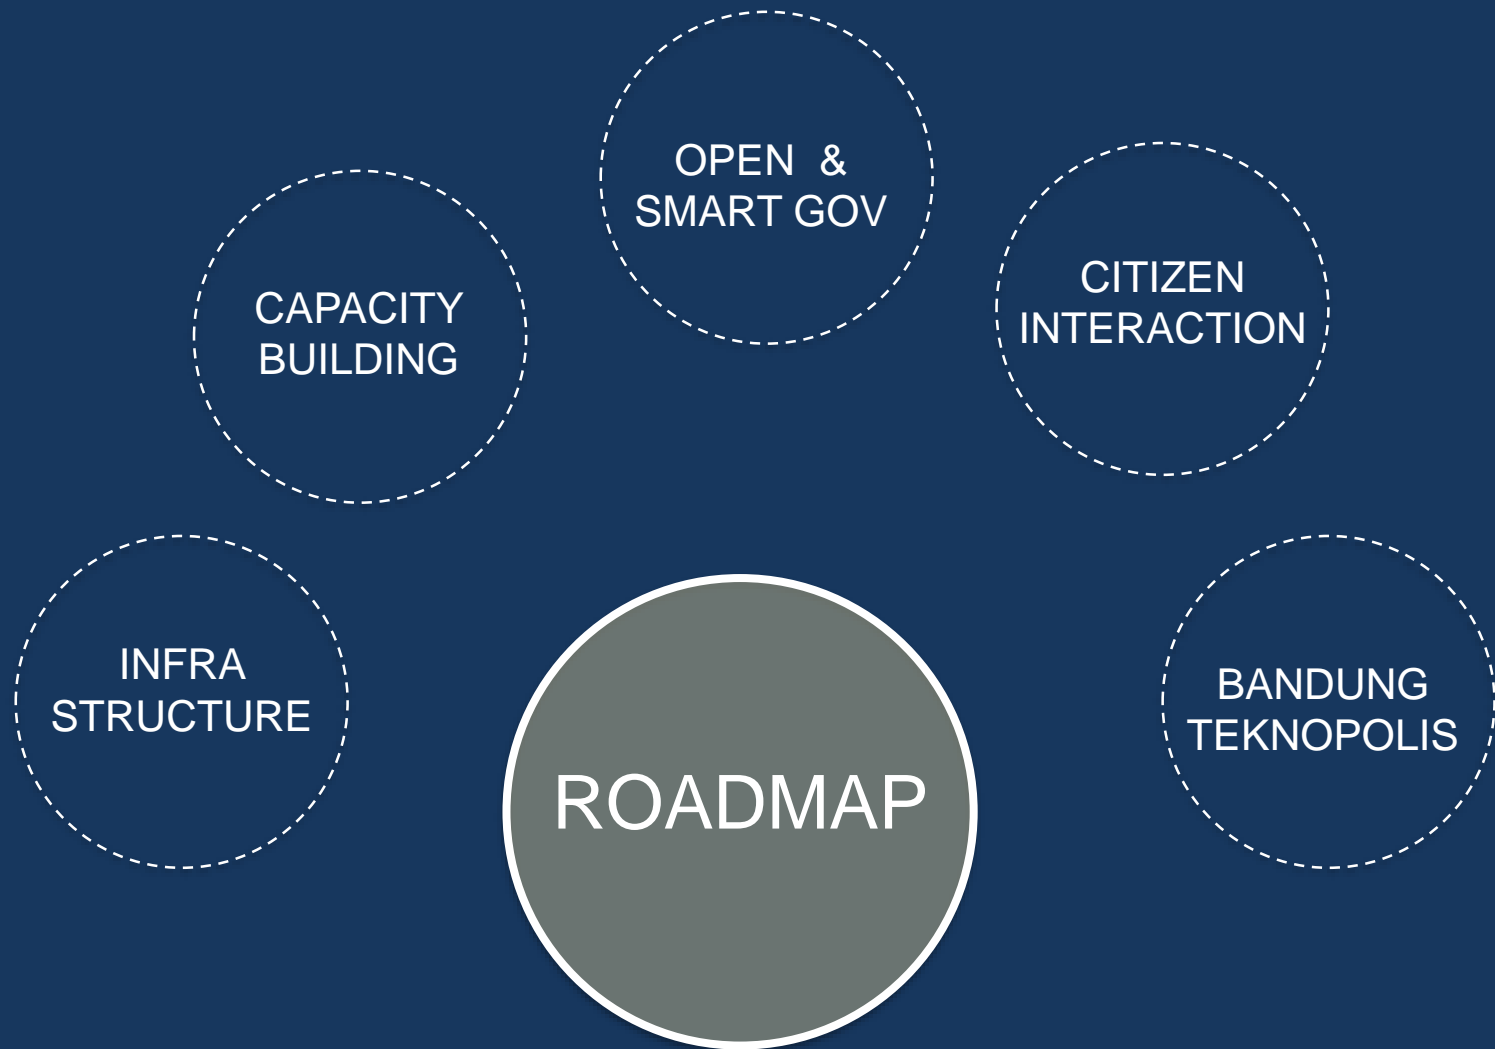 OPEN & 
SMART GOV
CAPACITY
BUILDING
CITIZEN
INTERACTION
INFRA
STRUCTURE
BANDUNG
TEKNOPOLIS
ROADMAP